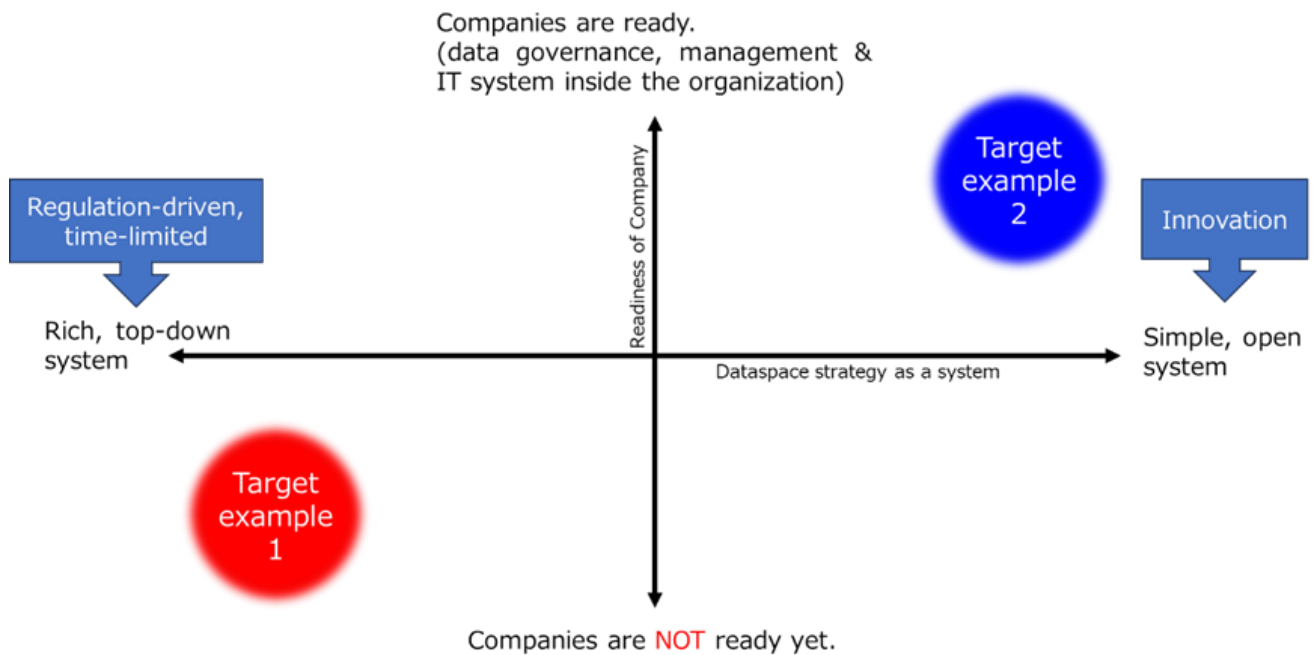 Companies are ready.
(data governance, management &
IT system inside the organization)
Target
example
2
Readiness of Company
Regulation-driven,
time-limited
Innovation
Rich, top-down
system
Simple, open
system
Dataspace strategy as a system
Target
example
1
Companies are NOT ready yet.